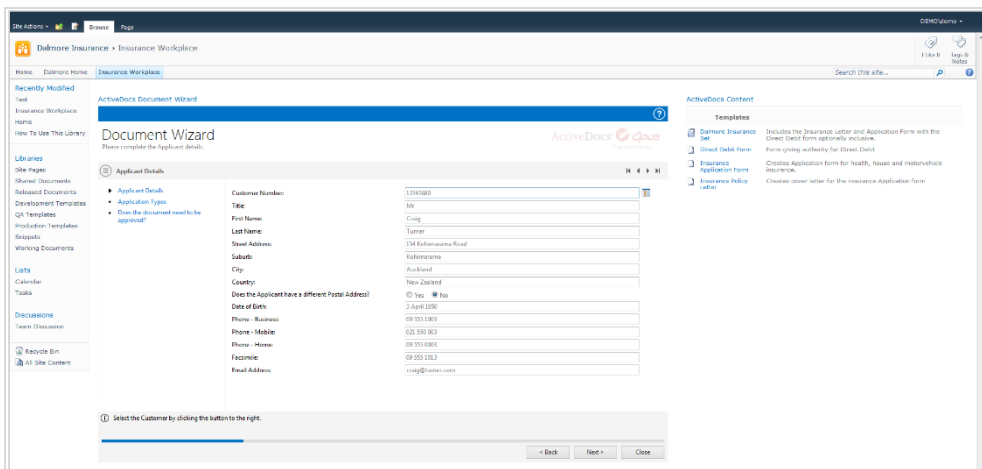 Site Actions
Browse
Page
DEMO\demo
Dalmore Insurance › Insurance Workplace
I Like It
Tags & Notes
Home
Dalmore Home
Insurance Workplace
Search this site...
Recently Modified
Test
Insurance Workplace
Home
How To Use This Library
Libraries
Site Pages
Shared Documents
Released Documents
Development Templates
QA Templates
Production Templates
Snippets
Working Documents
Lists
Calendar
Tasks
Discussions
Team Discussion
Recycle Bin
All Site Content
ActiveDocs Document Wizard
Document Wizard
Please complete the Applicant details.
ActiveDocs Opus
Applicant Details
Applicant Details
Application Types
Does the document need to be
approved?
Customer Number:
Title: Mr
First Name: Craig
Last Name: Turner
Street Address: 154 Kohimarama Road
Suburb: Kohimarama
City: Auckland
Country: New Zealand
Does the Applicant have a different Postal Address? Yes No
Date of Birth: 3 April 1950
Phone - Business: 09 555 1003
Phone - Mobile: 021 550 003
Phone - Home: 09 555 0003
Facsimile: 09 555 1013
Email Address: craig@turner.com
Select the Customer by clicking the button to the right.
< Back
Next >
Close
ActiveDocs Content
Templates
Dalmore Insurance Set
Includes the Insurance Letter and Application Form with the
Direct Debit form optionally inclusive.
Direct Debit Form
Form giving authority for Direct Debit
Insurance
Application Form
Creates Application form for health, house and motorvehicle
insurance.
Insurance Policy
Letter
Creates cover letter for the insurance Application form